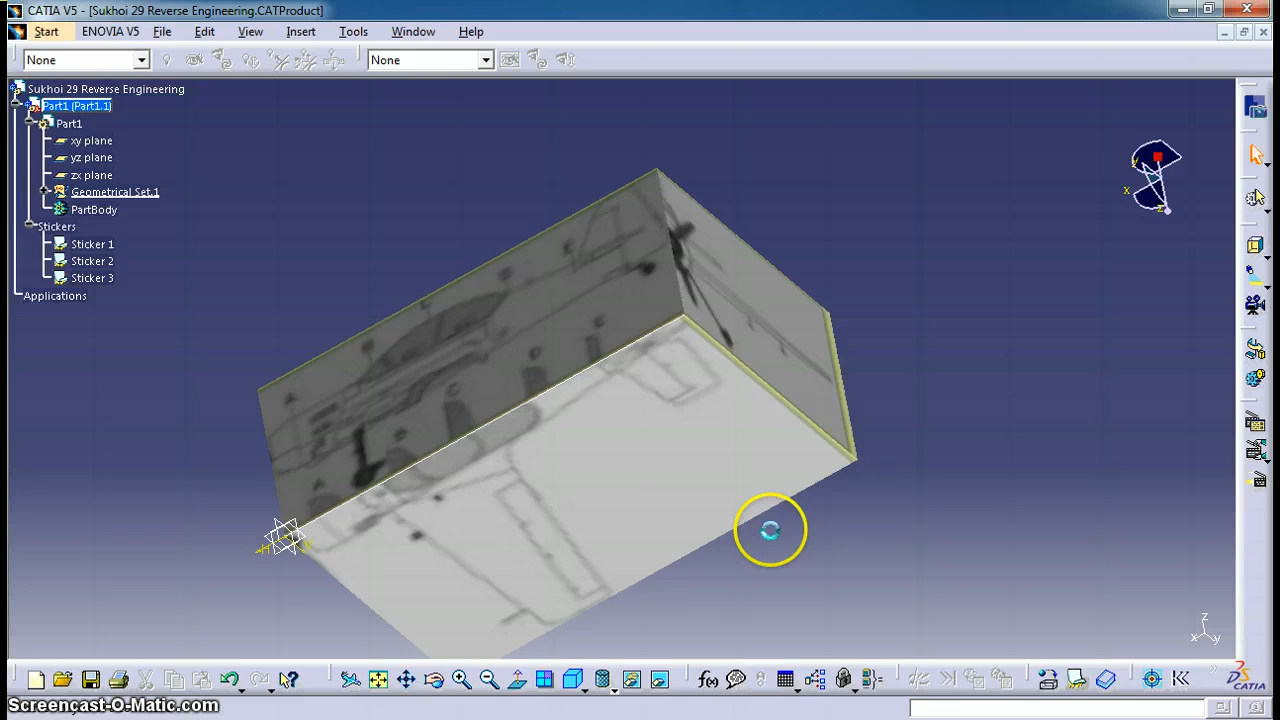 CATIA V5 - [Sukhoi 29 Reverse Engineering.CATProduct]
Start ENOVIA V5 File Edit View Insert Tools Window Help
None None
Sukhoi 29 Reverse Engineering
Part1 (Part1.1)
Part1
xy plane
yz plane
zx plane
Geometrical Set.1
PartBody
Stickers
Sticker 1
Sticker 2
Sticker 3
Applications
x
z
H
z
x y
f(x)
CATIA
Screencast-O-Matic.com